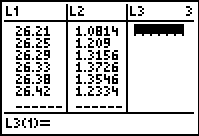 L1 L2 L3 3
26.21 1.0814 ------
26.25 1.209
26.29 1.3156
26.33 1.3726
26.38 1.3546
26.42 1.2334
------ ------
L3(1)=